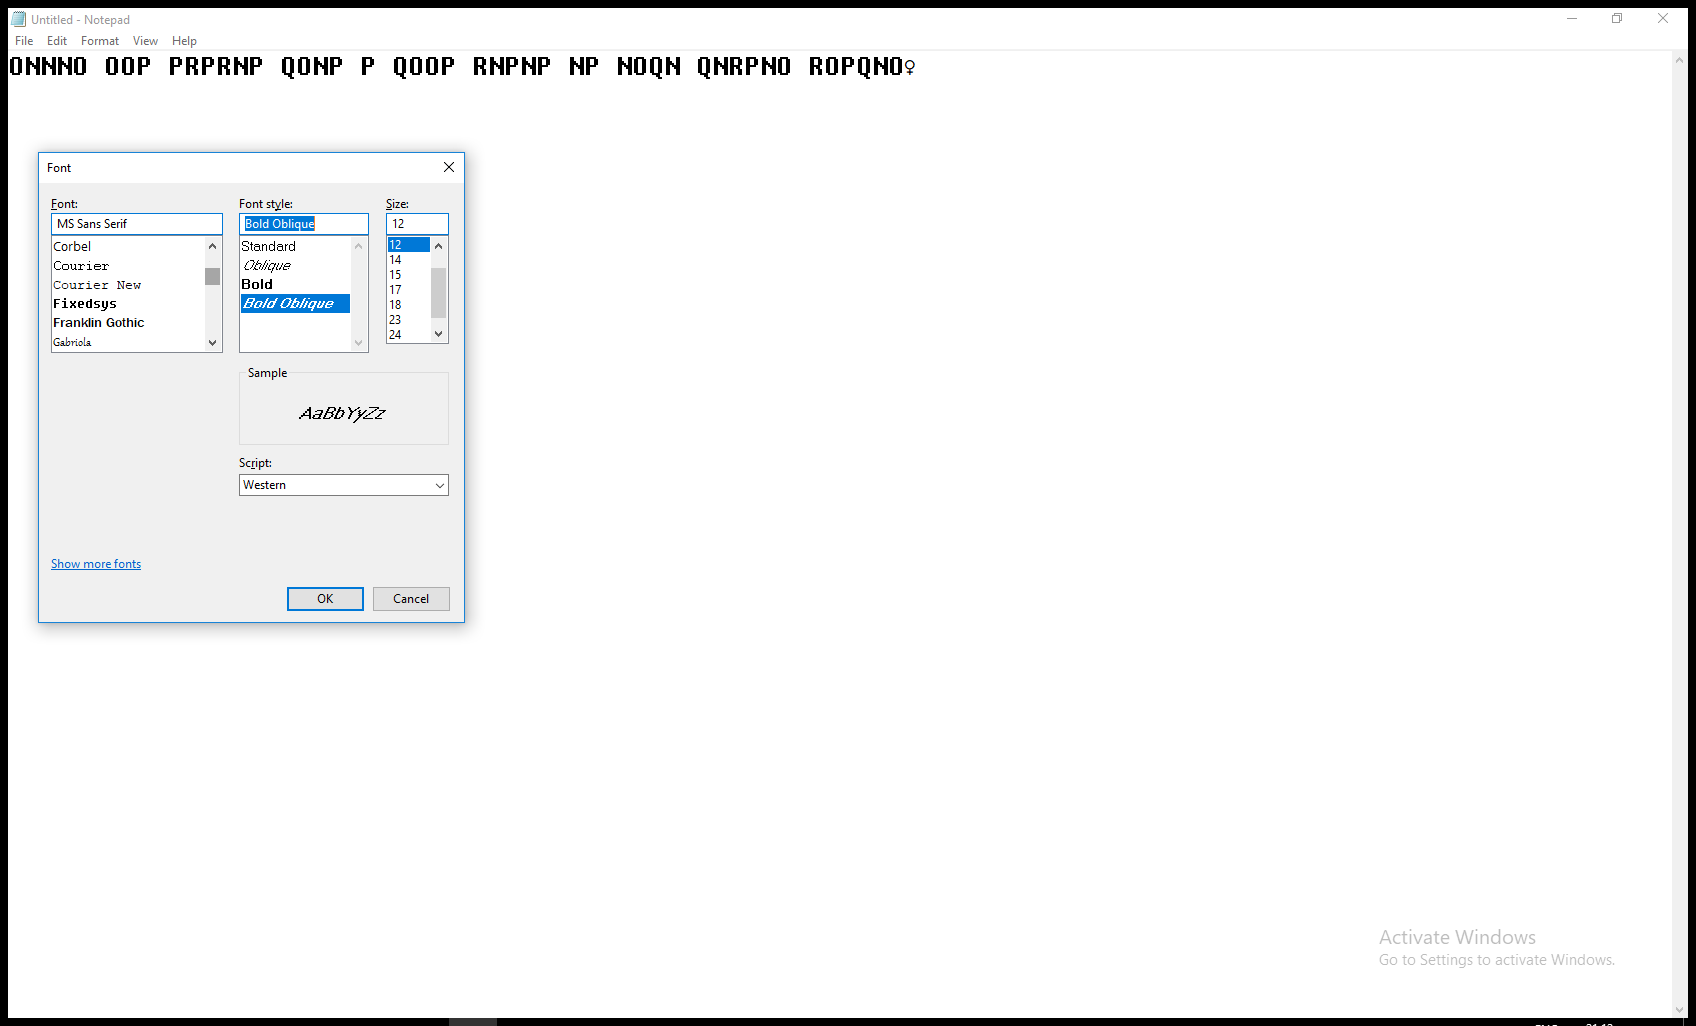 Untitled - Notepad
File Edit Format View Help
ONNNO OOP PRPRNP QONP P QOOP RNPNP NP NOQN QNRPNO ROPQNO♀
Font
Font: Font style: Size:
MS Sans Serif Bold Oblique 12
Corbel Standard 12
Courier Oblique 14
Courier New Bold 15
Fixedsys Bold Oblique 17
Franklin Gothic 18
Gabriola 23
24
Sample
AaBbYyZz
Script:
Western
Show more fonts
OK Cancel
Activate Windows
Go to Settings to activate Windows.